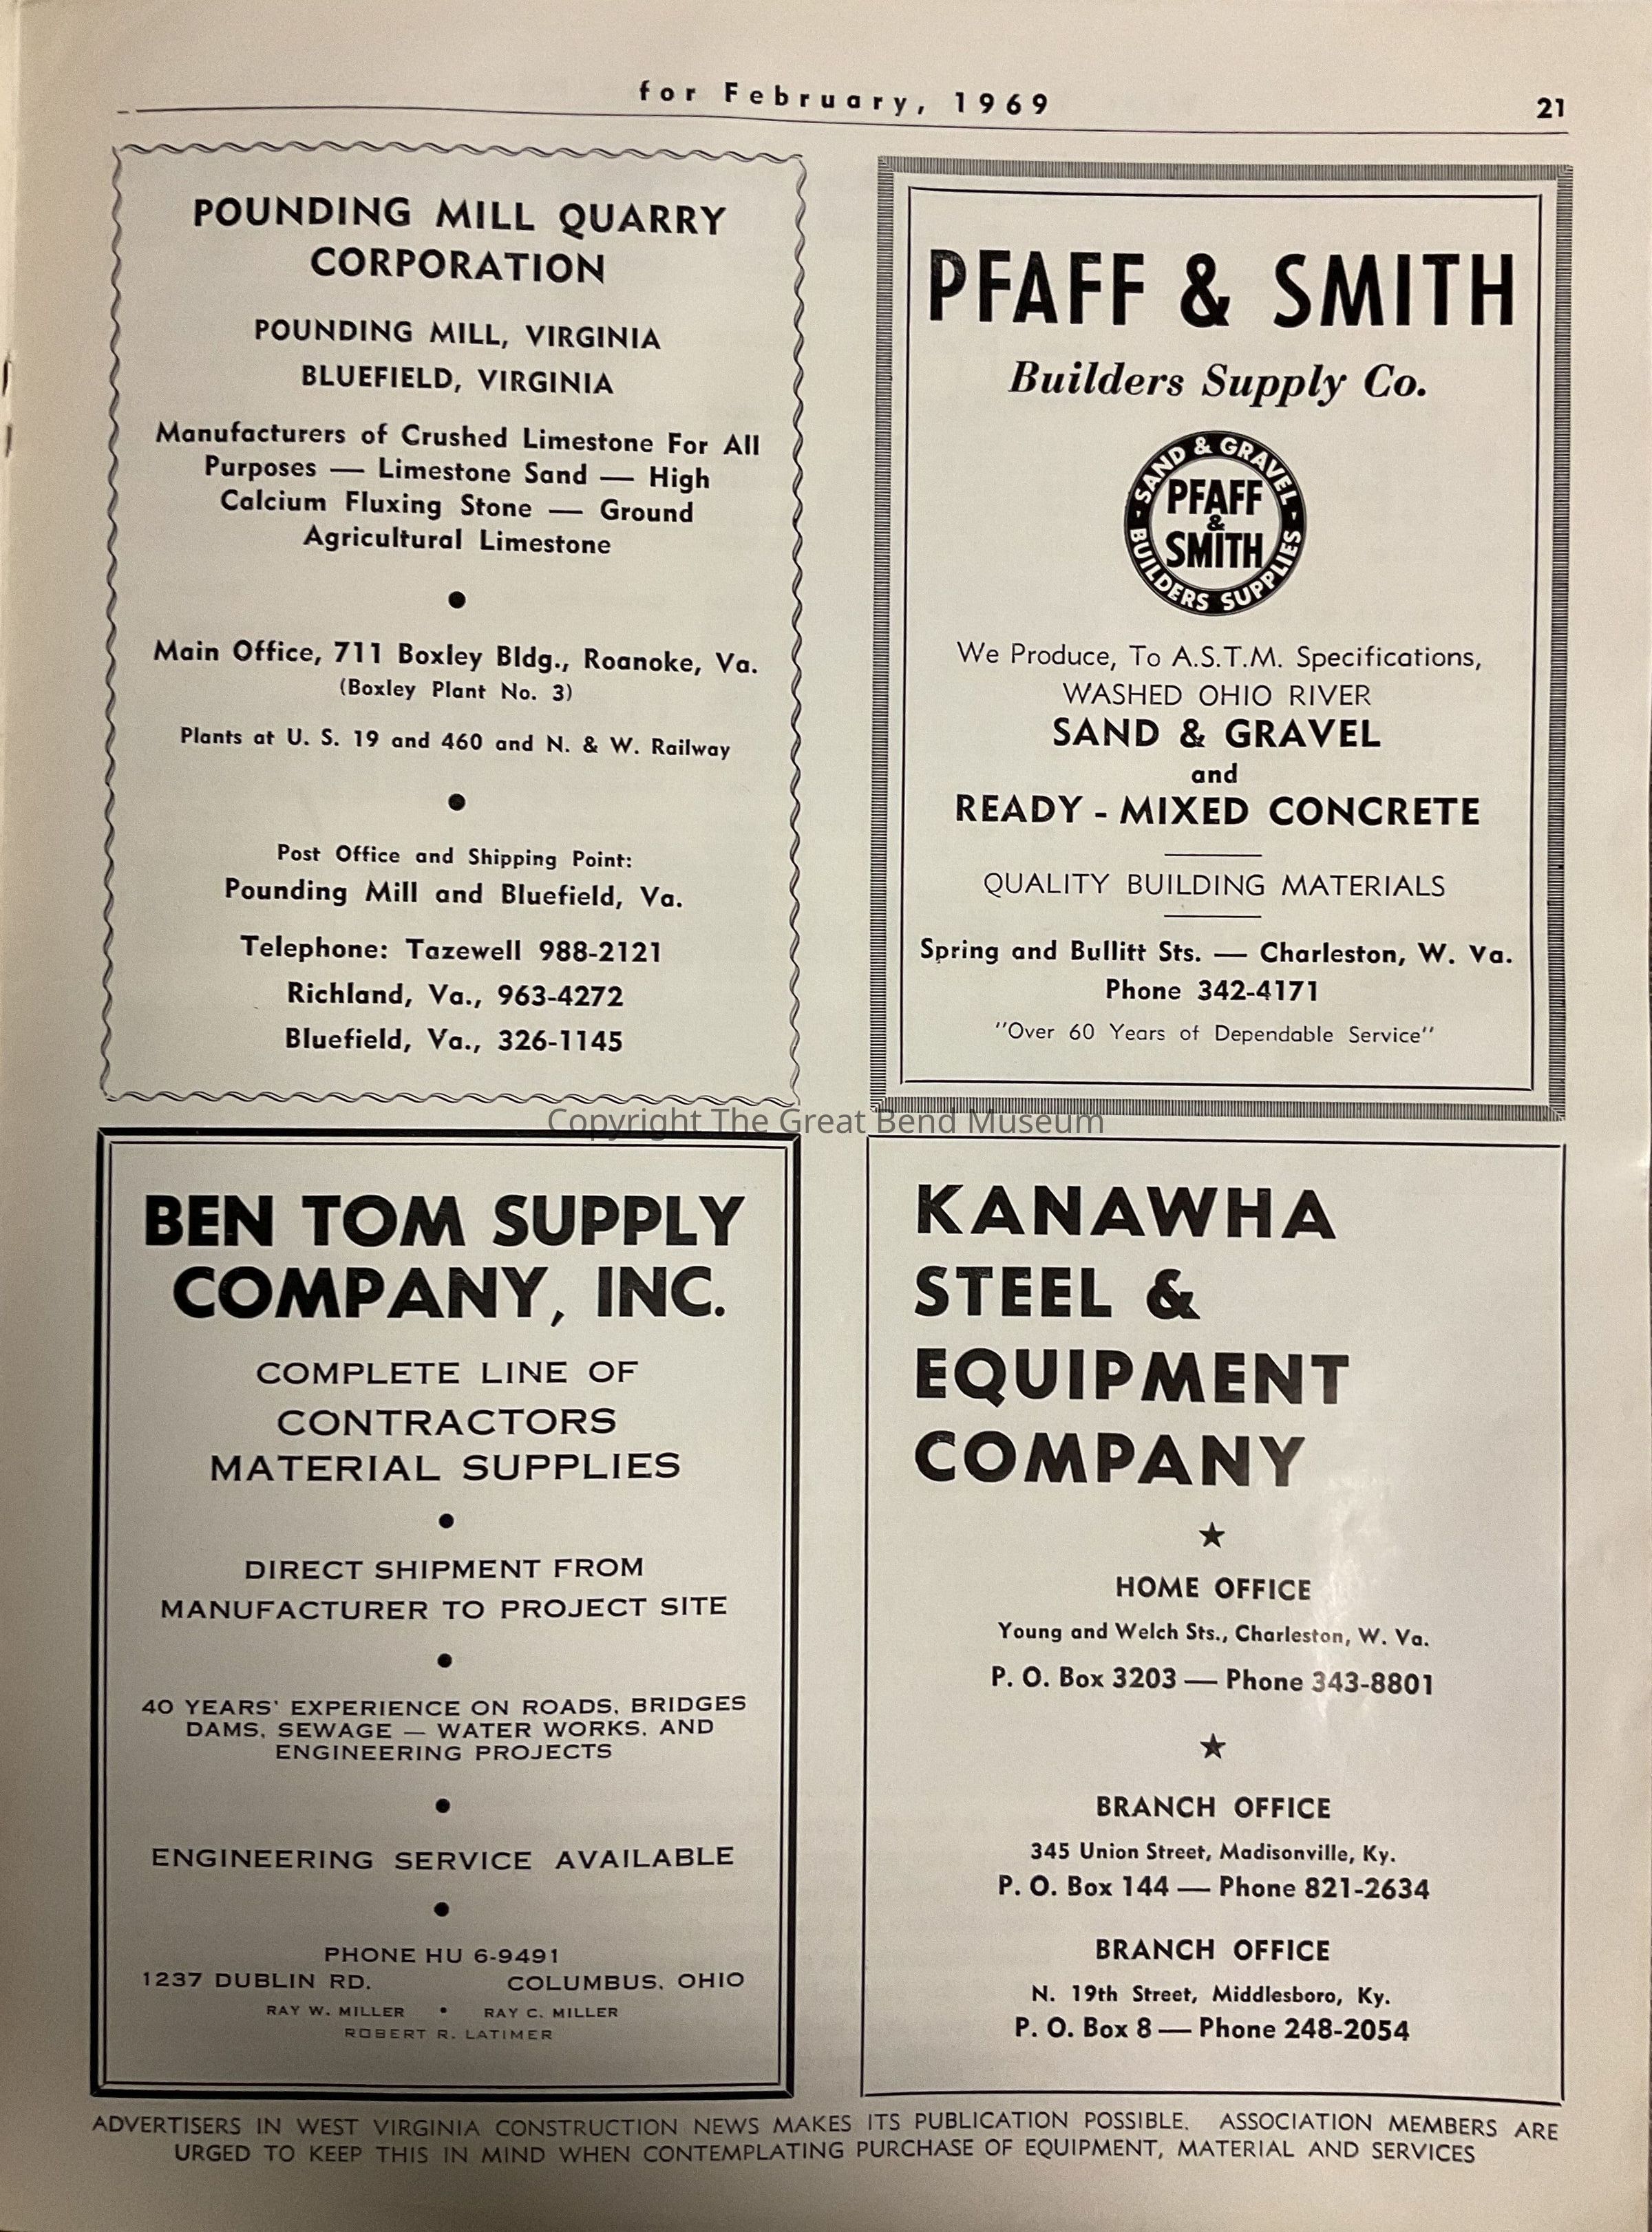 for February, 1969
21
POUNDING MILL QUARRY
CORPORATION
POUNDING MILL, VIRGINIA
BLUEFIELD, VIRGINIA
Manufacturers of Crushed Limestone For All
Purposes — Limestone Sand — High
Calcium Fluxing Stone — Ground
Agricultural Limestone
Main Office, 711 Boxley Bldg., Roanoke, Va.
(Boxley Plant No. 3)
Plants at U. S. 19 and 460 and N. & W. Railway
Post Office and Shipping Point:
Pounding Mill and Bluefield, Va.
Telephone: Tazewell 988-2121
Richland, Va., 963-4272
Bluefield, Va., 326-1145
PFAFF & SMITH
Builders Supply Co.
SAND & GRAVEL
PFAFF
&
SMITH
BUILDERS SUPPLIES
We Produce, To A.S.T.M. Specifications,
WASHED OHIO RIVER
SAND & GRAVEL
and
READY - MIXED CONCRETE
QUALITY BUILDING MATERIALS
Spring and Bullitt Sts. — Charleston, W. Va.
Phone 342-4171
"Over 60 Years of Dependable Service"
Copyright The Great Bend Museum
BEN TOM SUPPLY
COMPANY, INC.
COMPLETE LINE OF
CONTRACTORS
MATERIAL SUPPLIES
DIRECT SHIPMENT FROM
MANUFACTURER TO PROJECT SITE
40 YEARS' EXPERIENCE ON ROADS, BRIDGES
DAMS, SEWAGE — WATER WORKS, AND
ENGINEERING PROJECTS
ENGINEERING SERVICE AVAILABLE
PHONE HU 6-9491
1237 DUBLIN RD. COLUMBUS, OHIO
RAY W. MILLER • RAY C. MILLER
ROBERT R. LATIMER
KANAWHA
STEEL &
EQUIPMENT
COMPANY
★
HOME OFFICE
Young and Welch Sts., Charleston, W. Va.
P. O. Box 3203 — Phone 343-8801
★
BRANCH OFFICE
345 Union Street, Madisonville, Ky.
P. O. Box 144 — Phone 821-2634
BRANCH OFFICE
N. 19th Street, Middlesboro, Ky.
P. O. Box 8 — Phone 248-2054
ADVERTISERS IN WEST VIRGINIA CONSTRUCTION NEWS MAKES ITS PUBLICATION POSSIBLE. ASSOCIATION MEMBERS ARE
URGED TO KEEP THIS IN MIND WHEN CONTEMPLATING PURCHASE OF EQUIPMENT, MATERIAL AND SERVICES